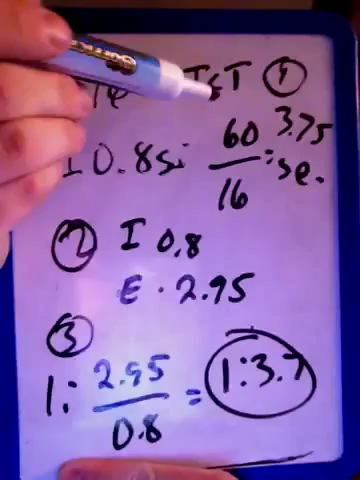 ①
I 0.8si 60/16 = 3.75 se.
② I 0.8
E · 2.95
③
1: 2.95/0.8 = 1:3.7